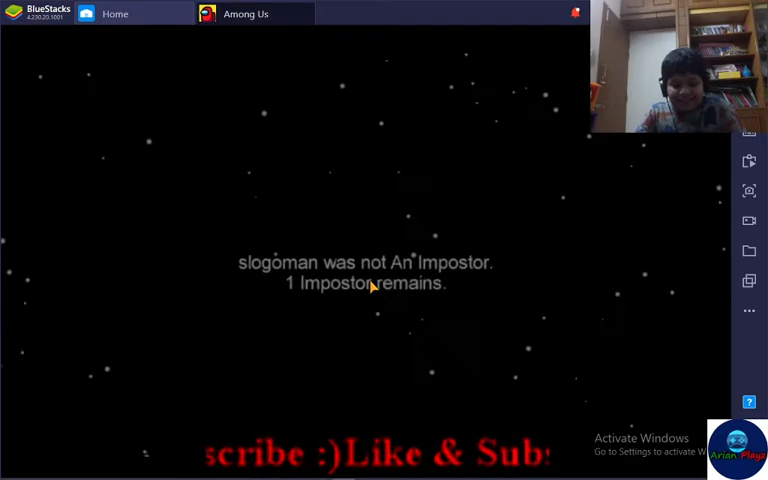 BlueStacks
4.230.20.1001
Home
Among Us
slogoman was not An Impostor.
1 Impostor remains.
scribe :)Like & Subs
Activate Windows
Go to Settings to activate W
Arian Playz
?